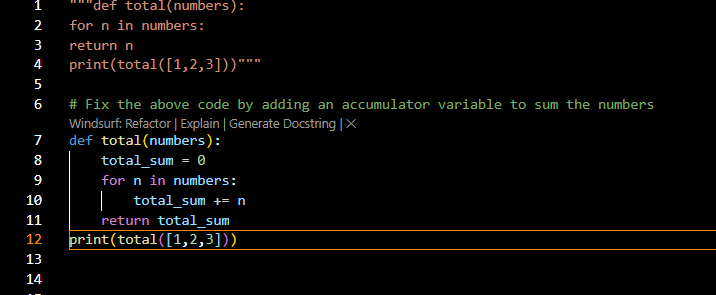 1 """def total(numbers):
2 for n in numbers:
3 return n
4 print(total([1,2,3]))"""
5
6 # Fix the above code by adding an accumulator variable to sum the numbers
Windsurf: Refactor | Explain | Generate Docstring | ×
7 def total(numbers):
8     total_sum = 0
9     for n in numbers:
10         total_sum += n
11     return total_sum
12 print(total([1,2,3]))
13
14